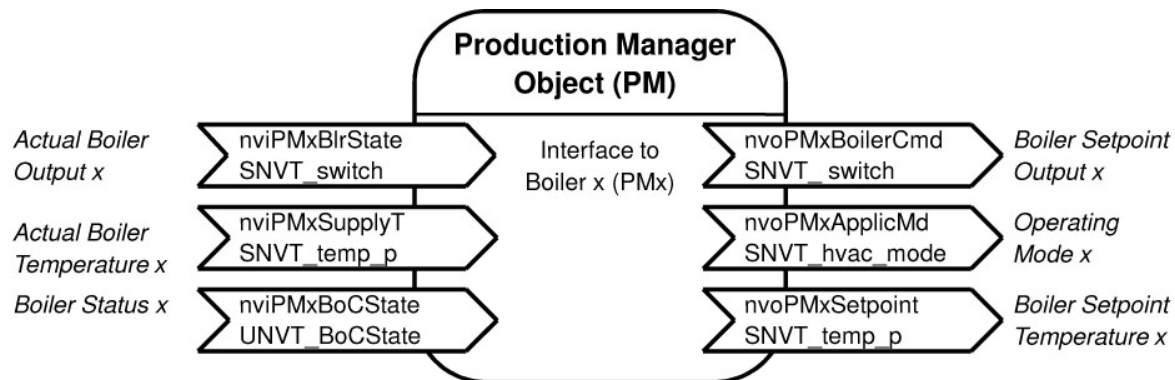 Production Manager
Object (PM)
Actual Boiler
Output x
nviPMxBlrState
SNVT_switch
Interface to
Boiler x (PMx)
nvoPMxBoilerCmd
SNVT_ switch
Boiler Setpoint
Output x
Actual Boiler
Temperature x
nviPMxSupplyT
SNVT_temp_p
nvoPMxApplicMd
SNVT_hvac_mode
Operating
Mode x
Boiler Status x
nviPMxBoCState
UNVT_BoCState
nvoPMxSetpoint
SNVT_temp_p
Boiler Setpoint
Temperature x